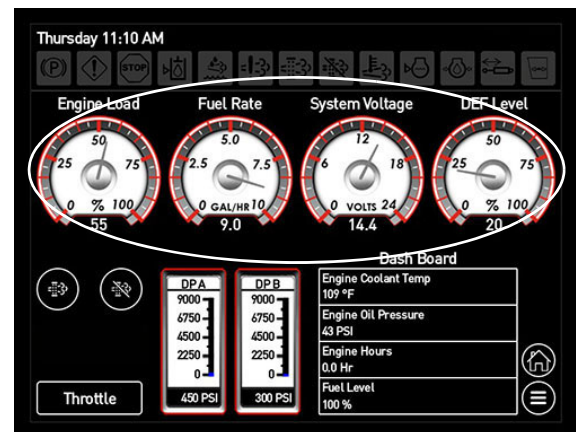 Thursday 11:10 AM
(P) STOP
Engine Load Fuel Rate System Voltage DEF Level
50 5.0 12 50
25 75 2.5 7.5 6 18 25 75
0 % 100 0 GAL/HR 10 0 VOLTS 24 0 % 100
55 9.0 14.4 20
Dash Board
DP A DP B
9000 9000
6750 6750
4500 4500
2250 2250
0 0
450 PSI 300 PSI
Engine Coolant Temp
109 °F
Engine Oil Pressure
43 PSI
Engine Hours
0.0 Hr
Fuel Level
100 %
Throttle